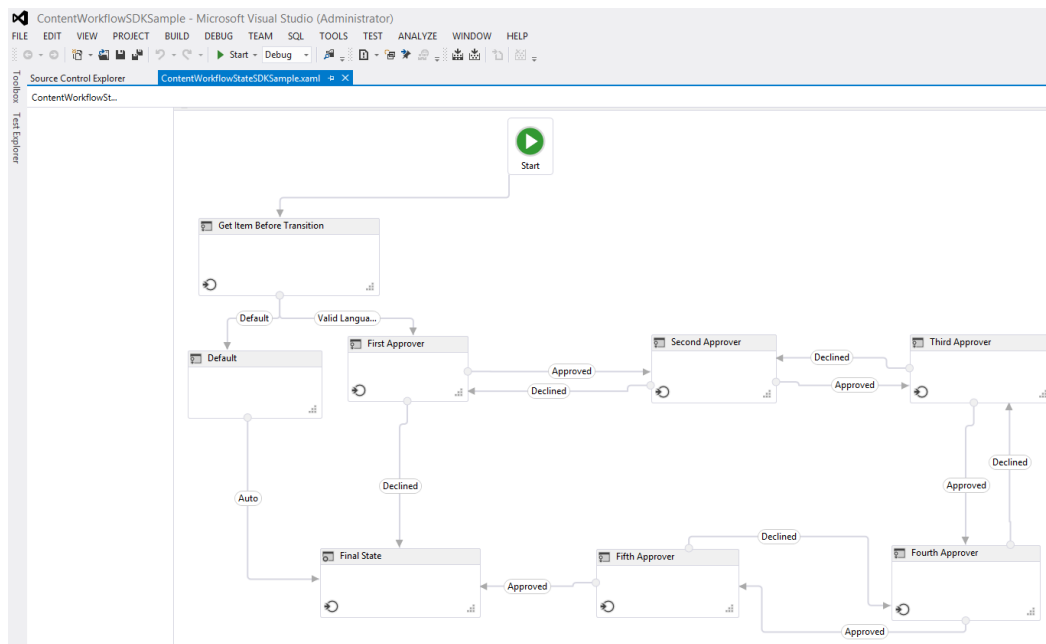 ContentWorkflowSDKSample - Microsoft Visual Studio (Administrator)
FILE EDIT VIEW PROJECT BUILD DEBUG TEAM SQL TOOLS TEST ANALYZE WINDOW HELP
Start Debug
Toolbox
Test Explorer
Source Control Explorer
ContentWorkflowStateSDKSample.xaml
ContentWorkflowSt...
Start
Get Item Before Transition
Default
Valid Langua...
Default
First Approver
Second Approver
Third Approver
Approved
Declined
Declined
Approved
Auto
Declined
Approved
Declined
Final State
Fifth Approver
Fourth Approver
Approved
Declined
Approved